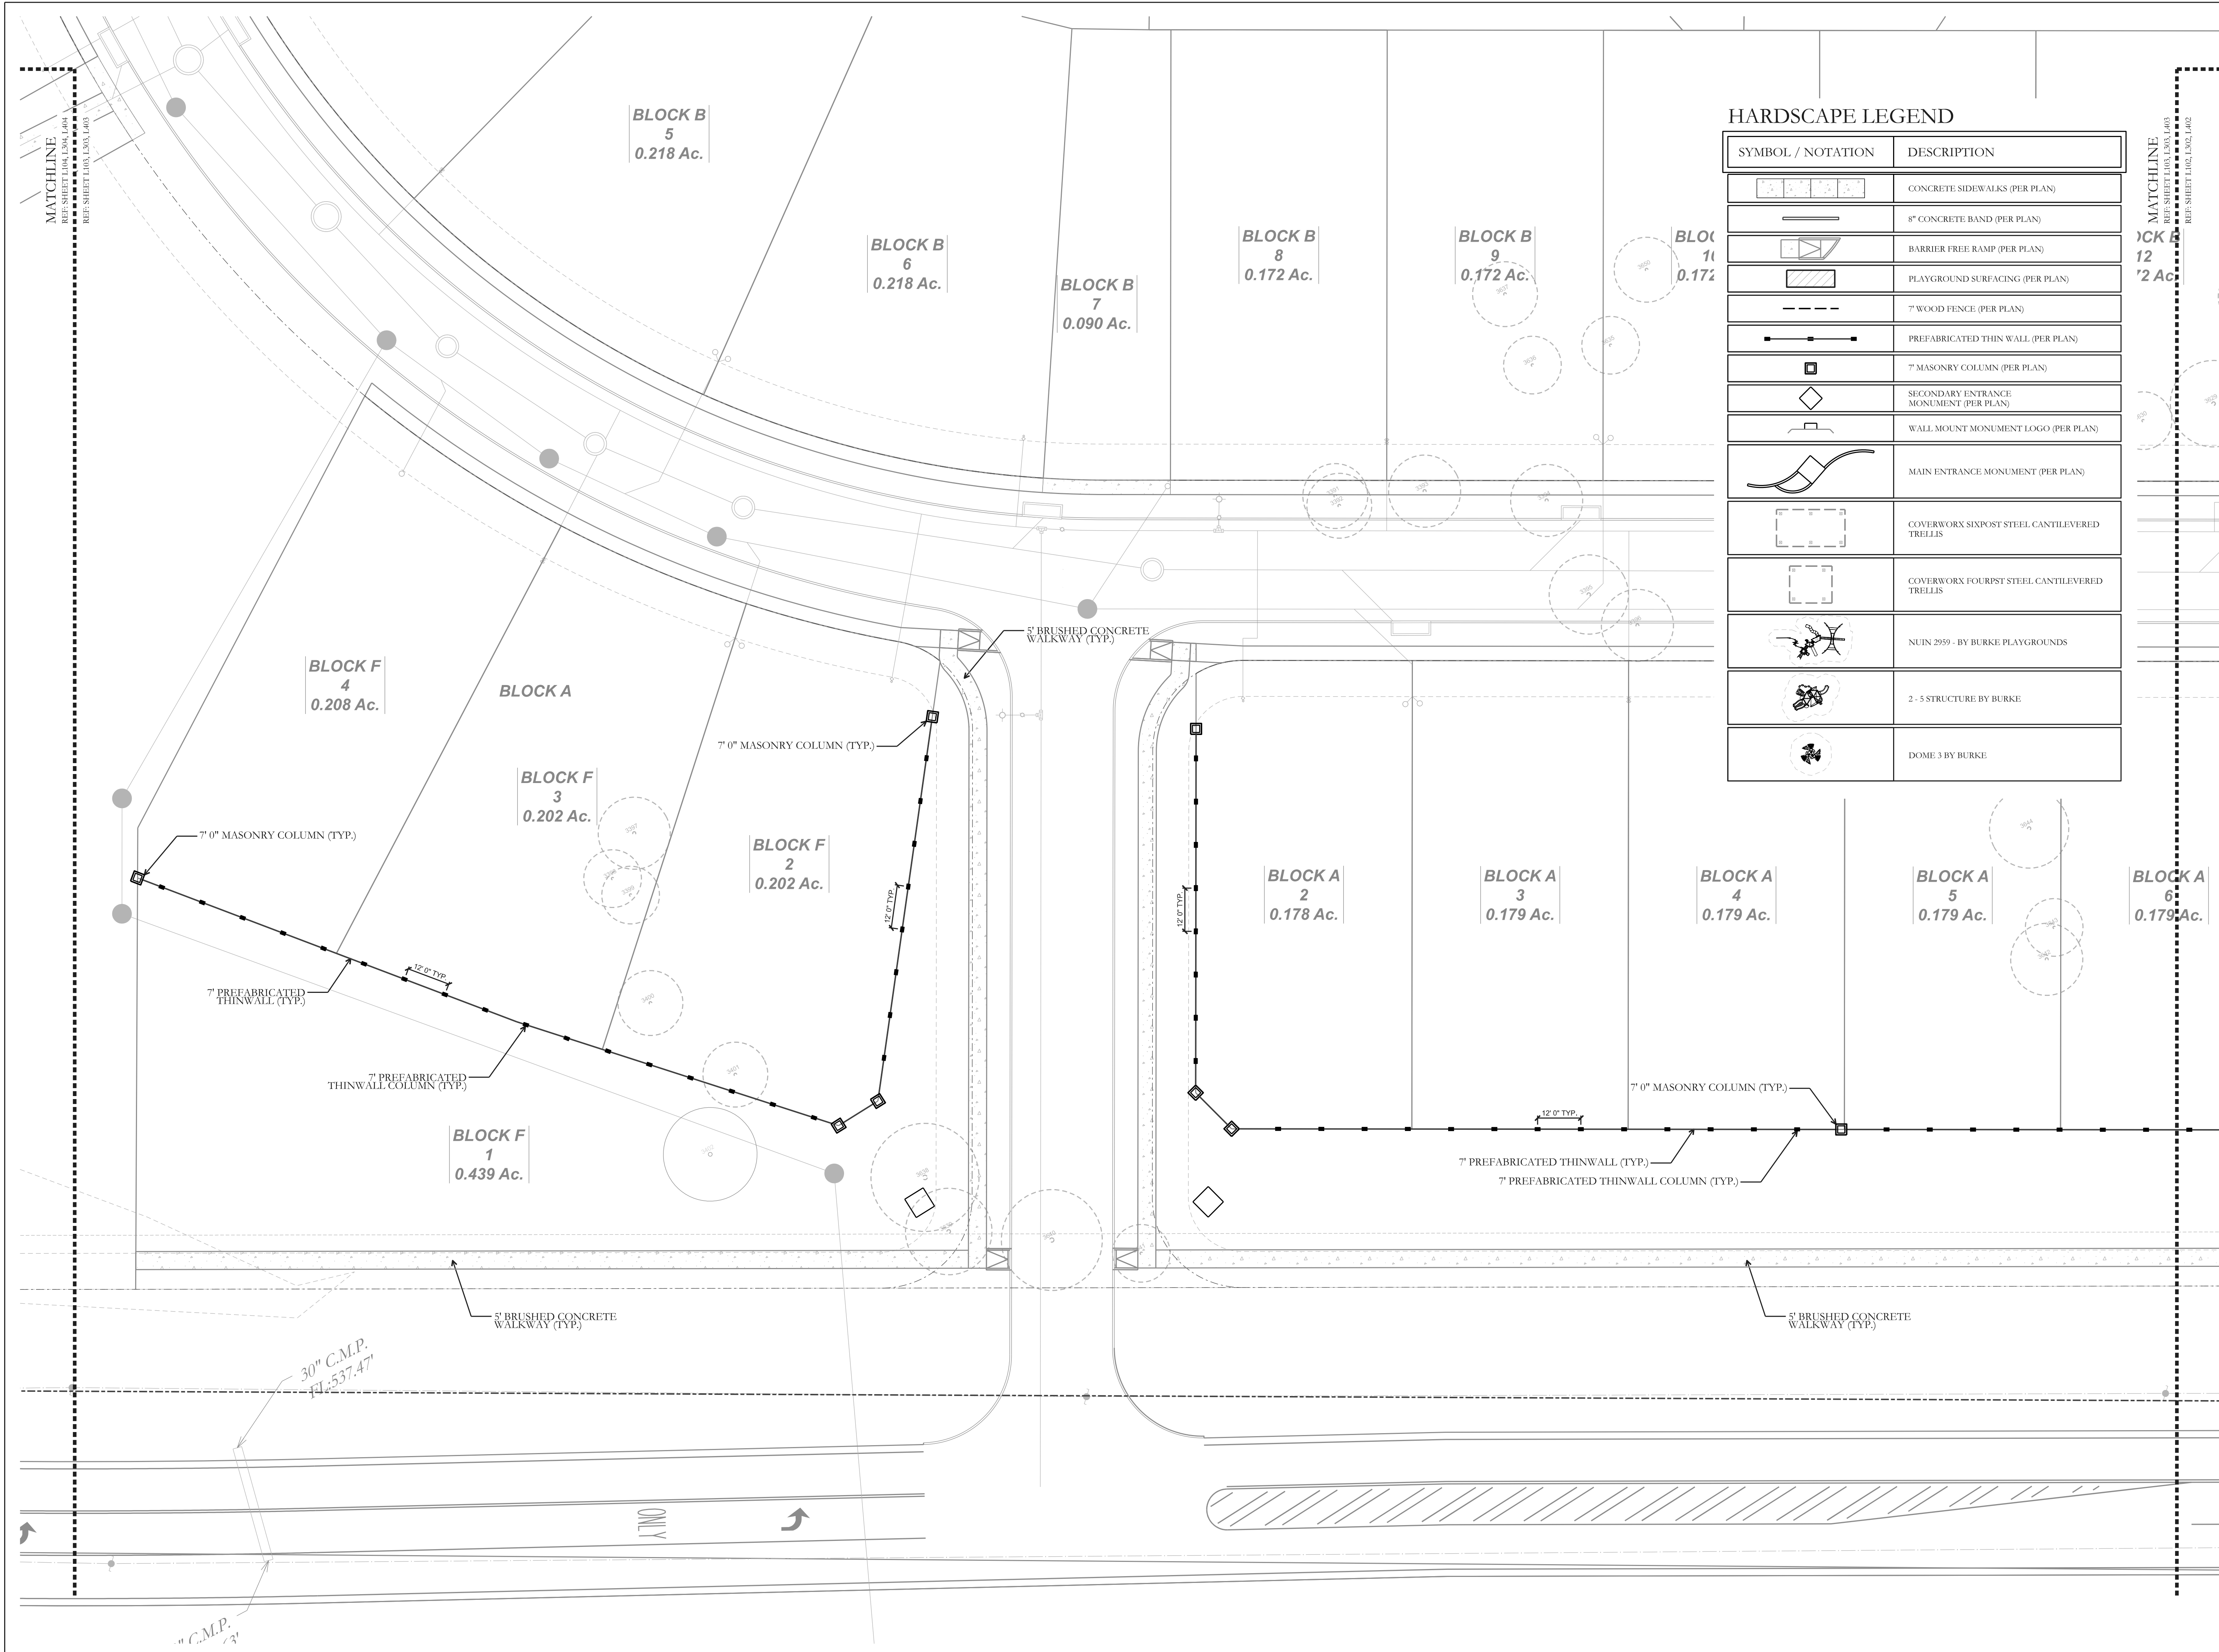 MATCHLINE
REF: SHEET L104, L304, L404
REF: SHEET L103, L303, L403
BLOCK B
5
0.218 Ac.
BLOCK B
6
0.218 Ac.
BLOCK B
7
0.090 Ac.
BLOCK B
8
0.172 Ac.
BLOCK B
9
0.172 Ac.
HARDSCAPE LEGEND
SYMBOL / NOTATION
DESCRIPTION
CONCRETE SIDEWALKS (PER PLAN)
8" CONCRETE BAND (PER PLAN)
BARRIER FREE RAMP (PER PLAN)
PLAYGROUND SURFACING (PER PLAN)
7' WOOD FENCE (PER PLAN)
PREFABRICATED THIN WALL (PER PLAN)
7' MASONRY COLUMN (PER PLAN)
SECONDARY ENTRANCE
MONUMENT (PER PLAN)
WALL MOUNT MONUMENT LOGO (PER PLAN)
MAIN ENTRANCE MONUMENT (PER PLAN)
COVERWORX SIXPOST STEEL CANTILEVERED
TRELLIS
COVERWORX FOURPST STEEL CANTILEVERED
TRELLIS
NUIN 2959 - BY BURKE PLAYGROUNDS
2 - 5 STRUCTURE BY BURKE
DOME 3 BY BURKE
MATCHLINE
REF: SHEET L103, L303, L403
REF: SHEET L102, L302, L402
12
5' BRUSHED CONCRETE
WALKWAY (TYP.)
BLOCK F
4
0.208 Ac.
BLOCK A
7' 0" MASONRY COLUMN (TYP.)
BLOCK F
3
0.202 Ac.
7' 0" MASONRY COLUMN (TYP.)
BLOCK F
2
0.202 Ac.
12' 0" TYP.
12' 0" TYP.
BLOCK A
2
0.178 Ac.
BLOCK A
3
0.179 Ac.
BLOCK A
4
0.179 Ac.
BLOCK A
5
0.179 Ac.
BLOCK A
6
0.179 Ac.
12' 0" TYP.
7' PREFABRICATED
THINWALL (TYP.)
7' PREFABRICATED
THINWALL COLUMN (TYP.)
7' 0" MASONRY COLUMN (TYP.)
12' 0" TYP.
BLOCK F
1
0.439 Ac.
7' PREFABRICATED THINWALL (TYP.)
7' PREFABRICATED THINWALL COLUMN (TYP.)
5' BRUSHED CONCRETE
WALKWAY (TYP.)
5' BRUSHED CONCRETE
WALKWAY (TYP.)
30" C.M.P.
FL:537.47'
ONLY
C.M.P.